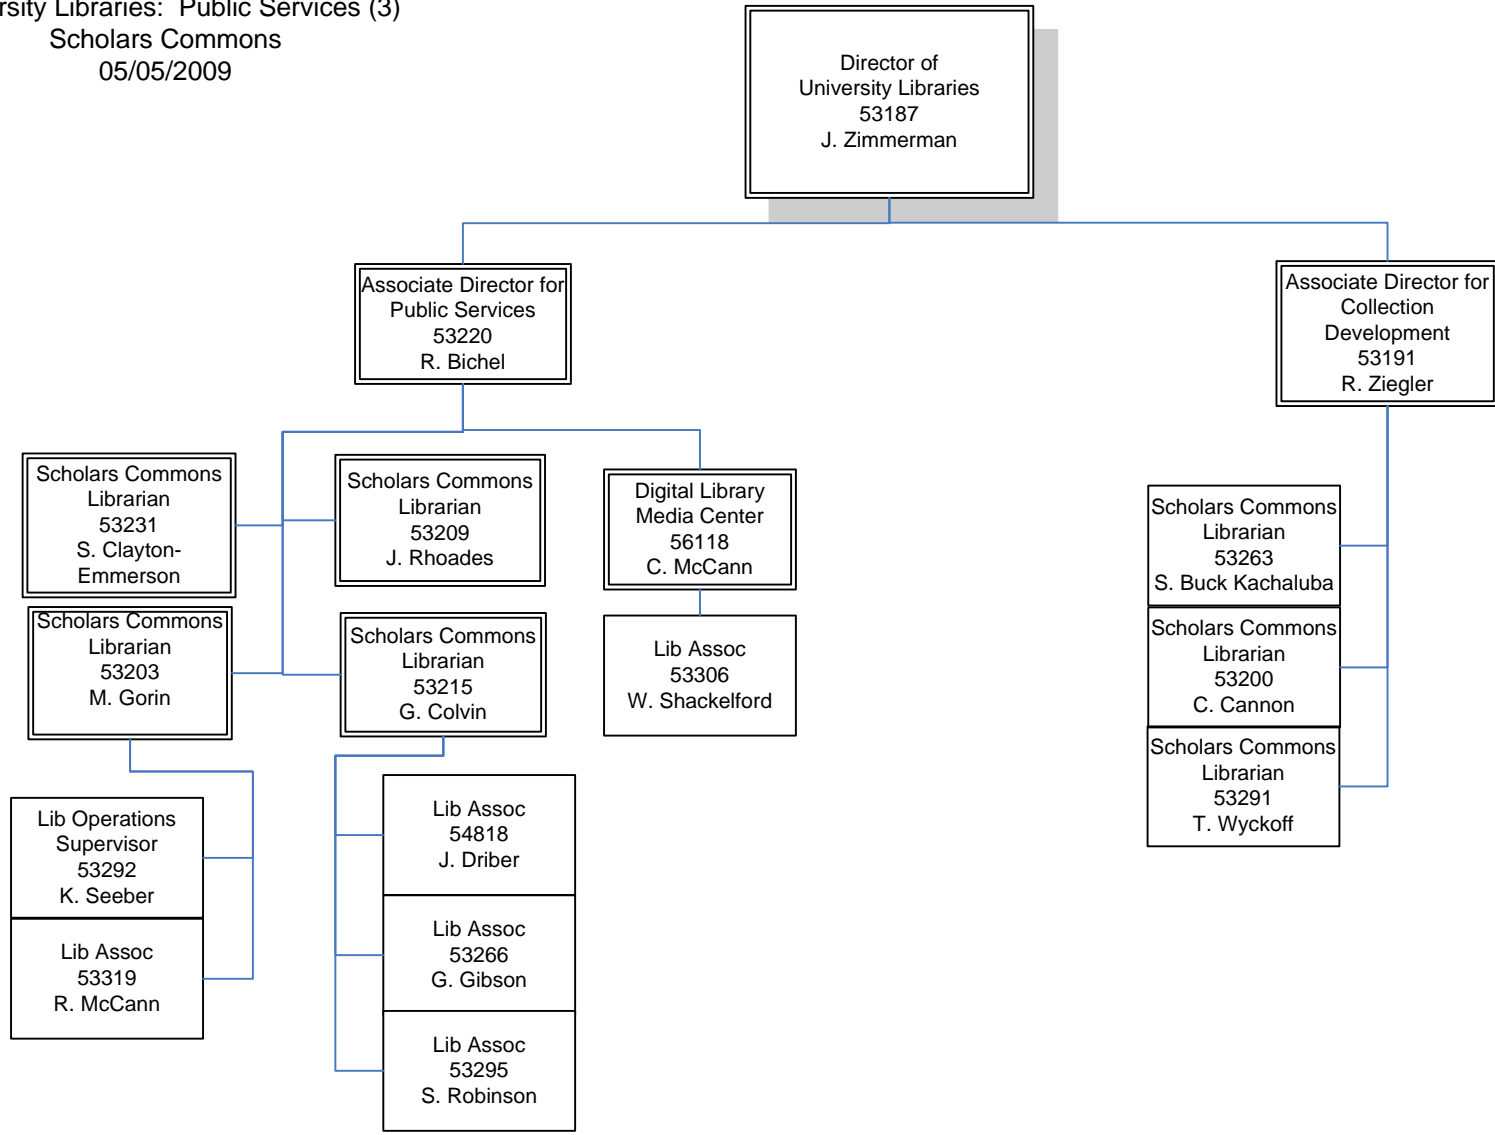 rsity Libraries: Public Services (3)
Scholars Commons
05/05/2009
Director of
University Libraries
53187
J. Zimmerman
Associate Director for
Public Services
53220
R. Bichel
Associate Director for
Collection
Development
53191
R. Ziegler
Scholars Commons
Librarian
53231
S. Clayton-
Emmerson
Scholars Commons
Librarian
53209
J. Rhoades
Digital Library
Media Center
56118
C. McCann
Scholars Commons
Librarian
53203
M. Gorin
Scholars Commons
Librarian
53215
G. Colvin
Lib Assoc
53306
W. Shackelford
Lib Operations
Supervisor
53292
K. Seeber
Lib Assoc
53319
R. McCann
Lib Assoc
54818
J. Driber
Lib Assoc
53266
G. Gibson
Lib Assoc
53295
S. Robinson
Scholars Commons
Librarian
53263
S. Buck Kachaluba
Scholars Commons
Librarian
53200
C. Cannon
Scholars Commons
Librarian
53291
T. Wyckoff